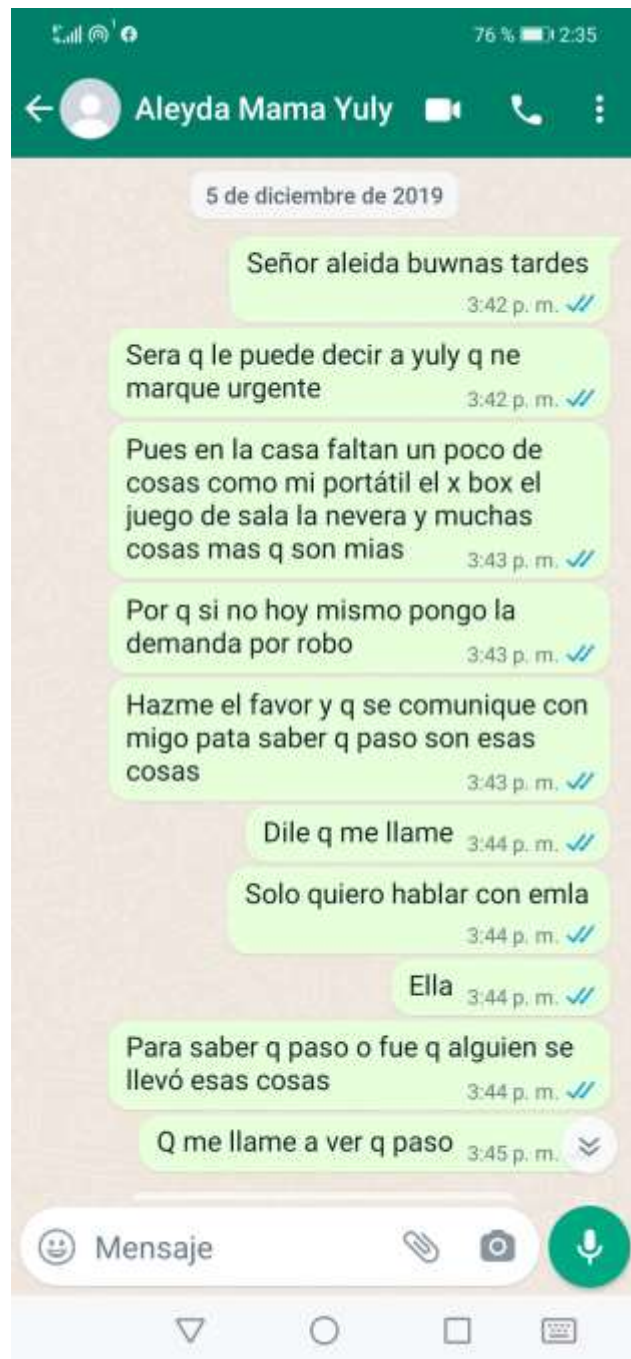 76 % 2:35
Aleyda Mama Yuly
5 de diciembre de 2019
Señor aleida buwnas tardes
3:42 p. m.
Sera q le puede decir a yuly q ne
marque urgente
3:42 p. m.
Pues en la casa faltan un poco de
cosas como mi portátil el x box el
juego de sala la nevera y muchas
cosas mas q son mias
3:43 p. m.
Por q si no hoy mismo pongo la
demanda por robo
3:43 p. m.
Hazme el favor y q se comunique con
migo pata saber q paso son esas
cosas
3:43 p. m.
Dile q me llame
3:44 p. m.
Solo quiero hablar con emla
3:44 p. m.
Ella
3:44 p. m.
Para saber q paso o fue q alguien se
llevó esas cosas
3:44 p. m.
Q me llame a ver q paso
3:45 p. m.
Mensaje